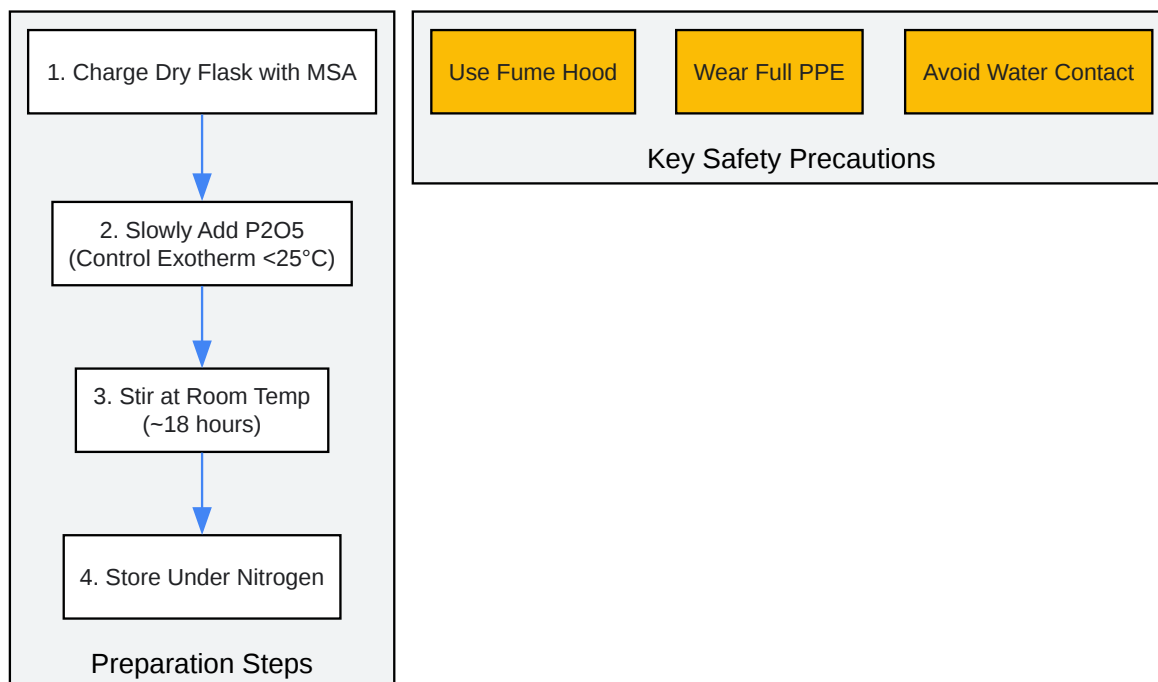 1. Charge Dry Flask with MSA
2. Slowly Add P2O5
(Control Exotherm <25°C)
3. Stir at Room Temp
(~18 hours)
4. Store Under Nitrogen
Preparation Steps
Use Fume Hood
Wear Full PPE
Avoid Water Contact
Key Safety Precautions